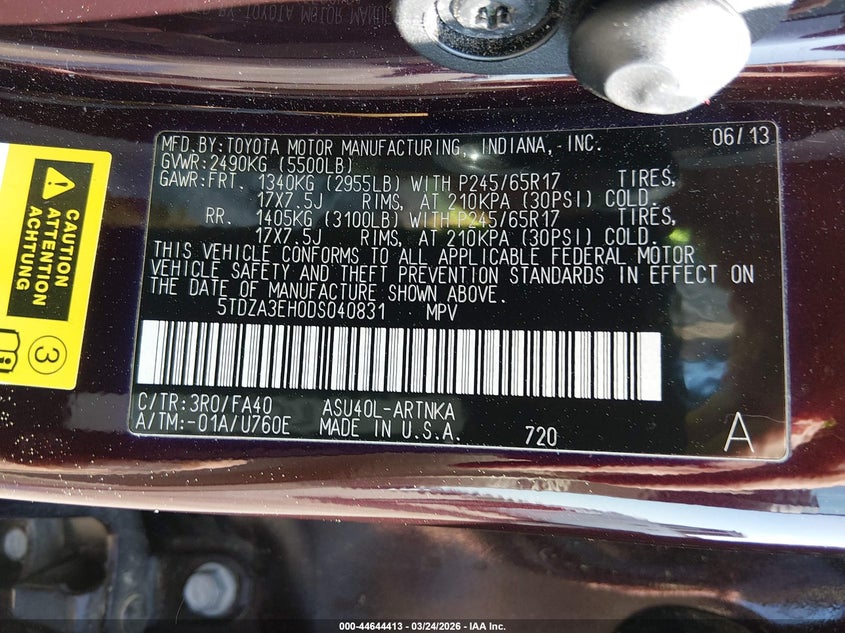 MFD. BY: TOYOTA MOTOR MANUFACTURING, INDIANA, INC. 06/13
GVWR: 2490KG (5500LB)
GAWR: FRT. 1340KG (2955LB) WITH P245/65R17 TIRES,
17X7.5J RIMS, AT 210KPA (30PSI) COLD.
RR. 1405KG (3100LB) WITH P245/65R17 TIRES,
17X7.5J RIMS, AT 210KPA (30PSI) COLD.
THIS VEHICLE CONFORMS TO ALL APPLICABLE FEDERAL MOTOR
VEHICLE SAFETY AND THEFT PREVENTION STANDARDS IN EFFECT ON
THE DATE OF MANUFACTURE SHOWN ABOVE.
5TDZA3EH0DS040831 MPV
C/TR: 3R0/FA40 ASU40L-ARTNKA
A/TM: -01A/U760E MADE IN U.S.A. 720 A
CAUTION
ATTENTION
ACHTUNG
3
000-44644413 - 03/24/2026 - IAA Inc.